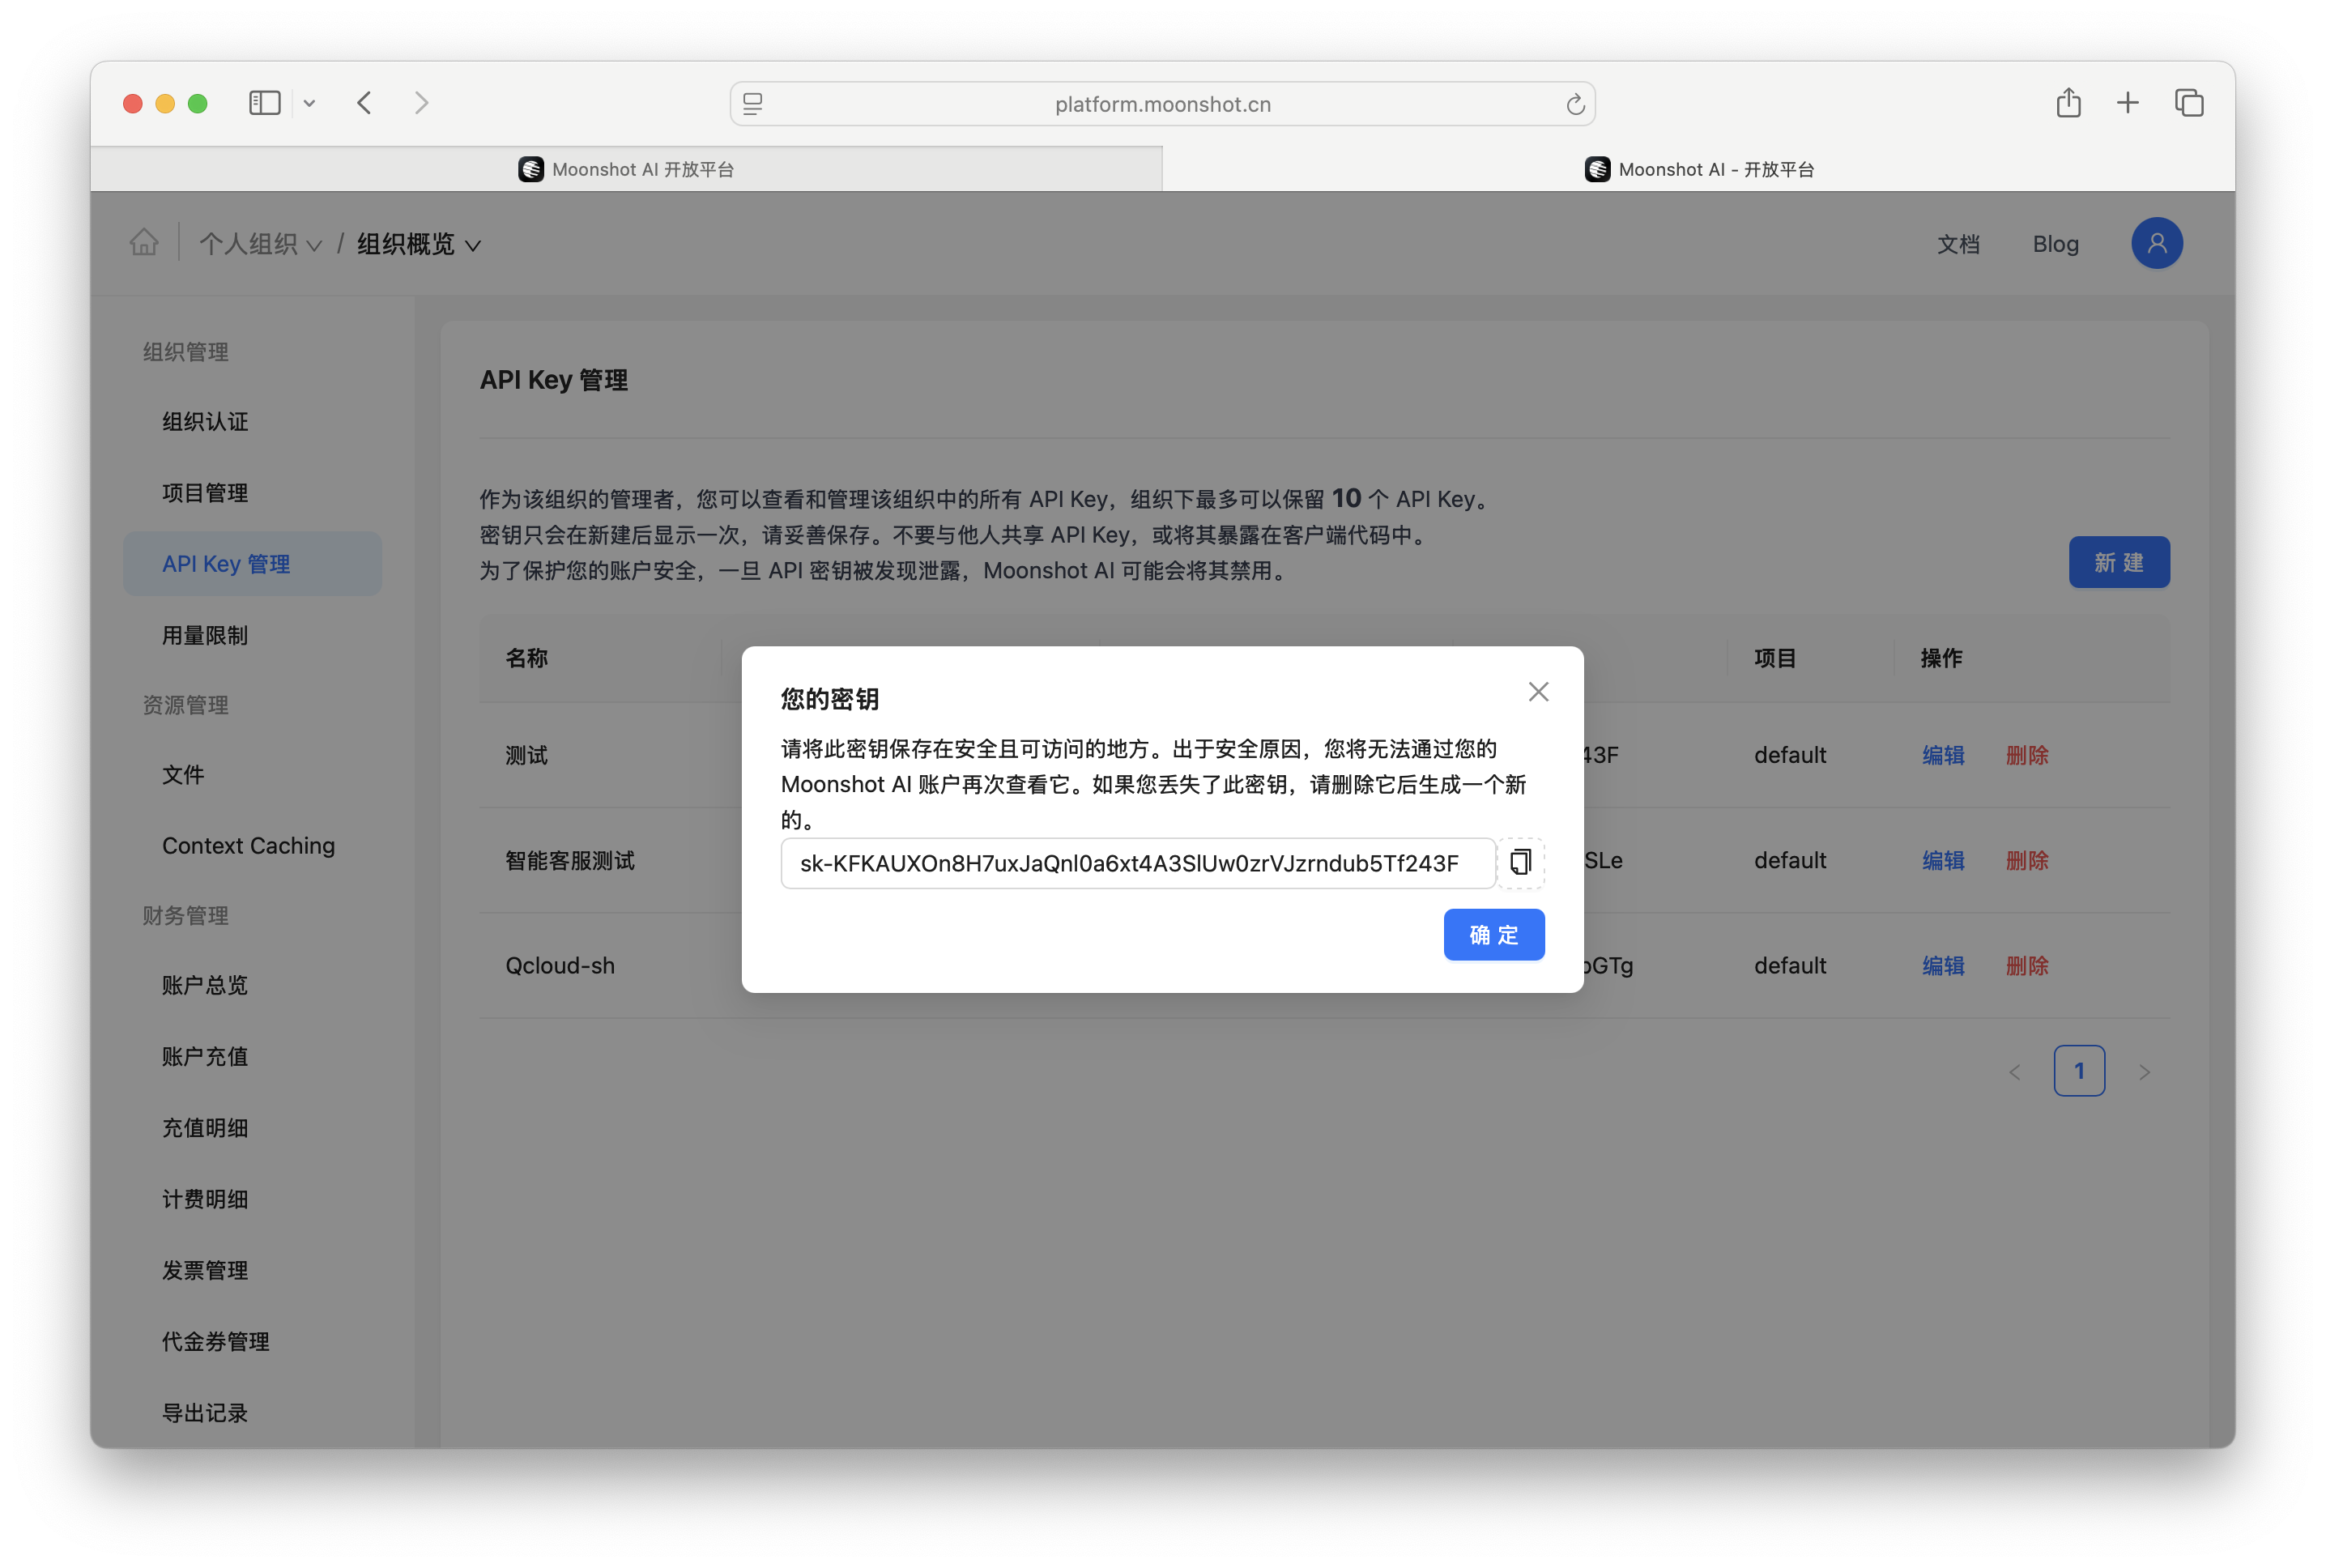 platform.moonshot.cn
Moonshot AI 开放平台
Moonshot AI - 开放平台
个人组织 / 组织概览
文档
Blog
组织管理
组织认证
项目管理
API Key 管理
用量限制
资源管理
文件
Context Caching
财务管理
账户总览
账户充值
充值明细
计费明细
发票管理
代金券管理
导出记录
API Key 管理
作为该组织的管理者，您可以查看和管理该组织中的所有 API Key，组织下最多可以保留 10 个 API Key。
密钥只会在新建后显示一次，请妥善保存。不要与他人共享 API Key，或将其暴露在客户端代码中。
为了保护您的账户安全，一旦 API 密钥被发现泄露，Moonshot AI 可能会将其禁用。
新 建
名称 项目 操作
测试 43F default 编辑 删除
智能客服测试 SLe default 编辑 删除
Qcloud-sh oGTg default 编辑 删除
1
您的密钥
请将此密钥保存在安全且可访问的地方。出于安全原因，您将无法通过您的
Moonshot AI 账户再次查看它。如果您丢失了此密钥，请删除它后生成一个新
的。
sk-KFKAUXOn8H7uxJaQnl0a6xt4A3SlUw0zrVJzrndub5Tf243F
确 定